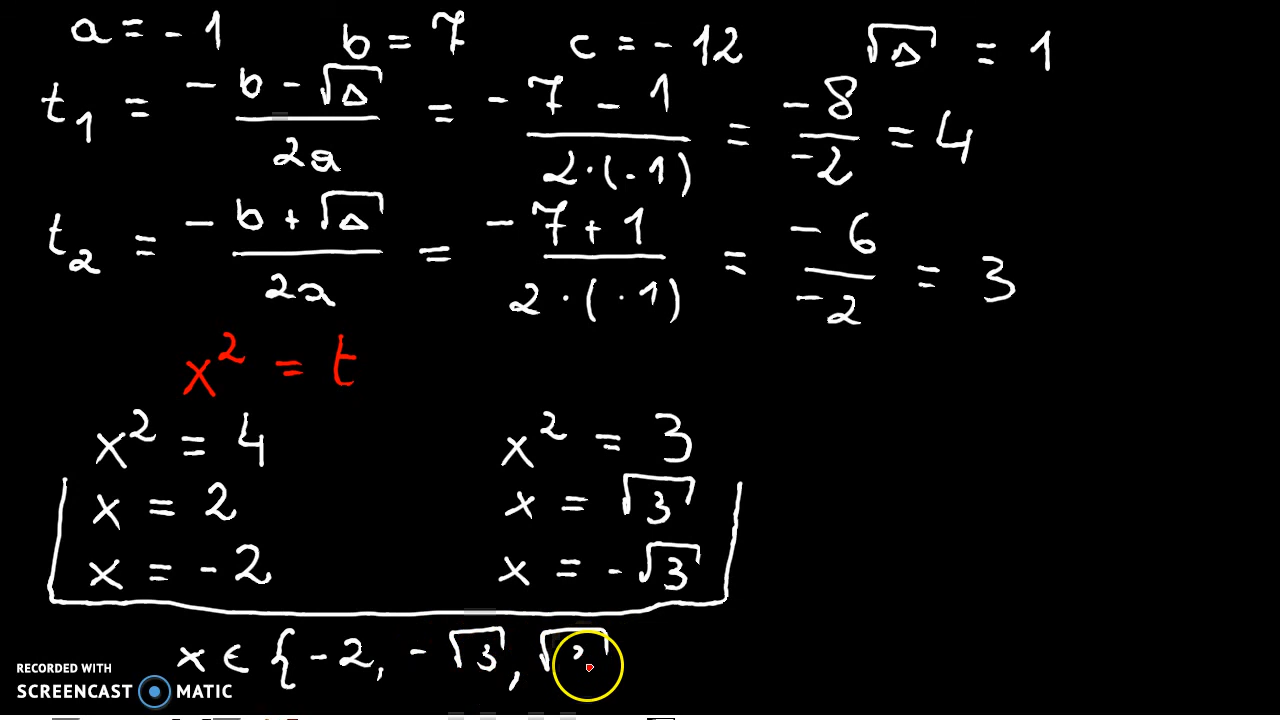 a = - 1 b = 7 c = - 12 √Δ = 1
t₁ = (- b - √Δ)/(2a) = (- 7 - 1)/(2·(-1)) = (- 8)/(-2) = 4
t₂ = (- b + √Δ)/(2a) = (- 7 + 1)/(2·(·1)) = (- 6)/(-2) = 3
x² = t
x² = 4 x² = 3
x = 2 x = √3
x = -2 x = -√3
x ∈ {-2, -√3, √
RECORDED WITH
SCREENCAST MATIC